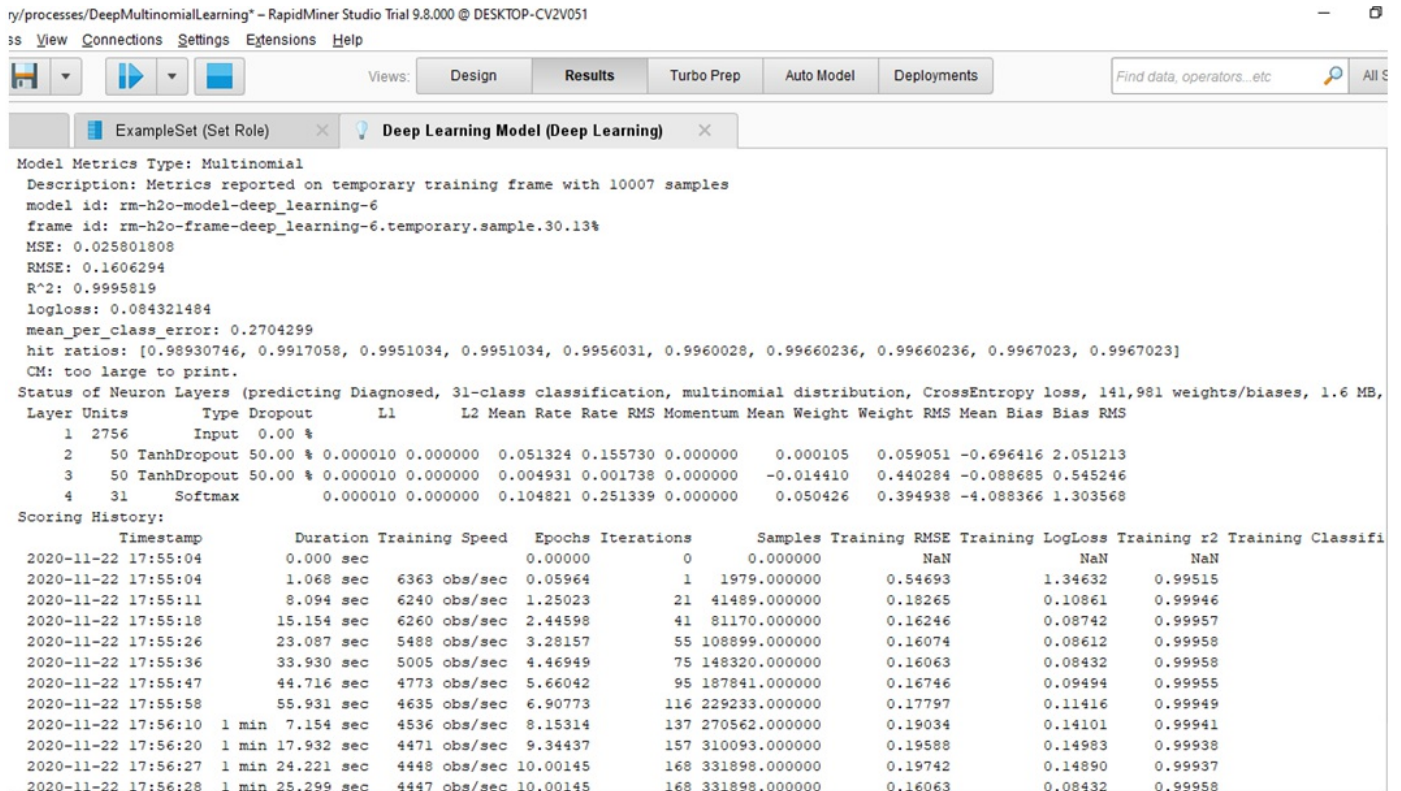 ry/processes/DeepMultinomialLearning* – RapidMiner Studio Trial 9.8.000 @ DESKTOP-CV2V051
ss View Connections Settings Extensions Help
Views: Design Results Turbo Prep Auto Model Deployments Find data, operators...etc All S
ExampleSet (Set Role) Deep Learning Model (Deep Learning)
Model Metrics Type: Multinomial
Description: Metrics reported on temporary training frame with 10007 samples
model id: rm-h2o-model-deep_learning-6
frame id: rm-h2o-frame-deep_learning-6.temporary.sample.30.13%
MSE: 0.025801808
RMSE: 0.1606294
R^2: 0.9995819
logloss: 0.084321484
mean_per_class_error: 0.2704299
hit ratios: [0.98930746, 0.9917058, 0.9951034, 0.9951034, 0.9956031, 0.9960028, 0.99660236, 0.99660236, 0.9967023, 0.9967023]
CM: too large to print.
Status of Neuron Layers (predicting Diagnosed, 31-class classification, multinomial distribution, CrossEntropy loss, 141,981 weights/biases, 1.6 MB,
Layer Units Type Dropout L1 L2 Mean Rate Rate RMS Momentum Mean Weight Weight RMS Mean Bias Bias RMS
1 2756 Input 0.00 %
2 50 TanhDropout 50.00 % 0.000010 0.000000 0.051324 0.155730 0.000000 0.000105 0.059051 -0.696416 2.051213
3 50 TanhDropout 50.00 % 0.000010 0.000000 0.004931 0.001738 0.000000 -0.014410 0.440284 -0.088685 0.545246
4 31 Softmax 0.000010 0.000000 0.104821 0.251339 0.000000 0.050426 0.394938 -4.088366 1.303568
Scoring History:
Timestamp Duration Training Speed Epochs Iterations Samples Training RMSE Training LogLoss Training r2 Training Classifi
2020-11-22 17:55:04 0.000 sec 0.00000 0 0.000000 NaN NaN NaN
2020-11-22 17:55:04 1.068 sec 6363 obs/sec 0.05964 1 1979.000000 0.54693 1.34632 0.99515
2020-11-22 17:55:11 8.094 sec 6240 obs/sec 1.25023 21 41489.000000 0.18265 0.10861 0.99946
2020-11-22 17:55:18 15.154 sec 6260 obs/sec 2.44598 41 81170.000000 0.16246 0.08742 0.99957
2020-11-22 17:55:26 23.087 sec 5488 obs/sec 3.28157 55 108899.000000 0.16074 0.08612 0.99958
2020-11-22 17:55:36 33.930 sec 5005 obs/sec 4.46949 75 148320.000000 0.16063 0.08432 0.99958
2020-11-22 17:55:47 44.716 sec 4773 obs/sec 5.66042 95 187841.000000 0.16746 0.09494 0.99955
2020-11-22 17:55:58 55.931 sec 4635 obs/sec 6.90773 116 229233.000000 0.17797 0.11416 0.99949
2020-11-22 17:56:10 1 min 7.154 sec 4536 obs/sec 8.15314 137 270562.000000 0.19034 0.14101 0.99941
2020-11-22 17:56:20 1 min 17.932 sec 4471 obs/sec 9.34437 157 310093.000000 0.19588 0.14983 0.99938
2020-11-22 17:56:27 1 min 24.221 sec 4448 obs/sec 10.00145 168 331898.000000 0.19742 0.14890 0.99937
2020-11-22 17:56:28 1 min 25.299 sec 4447 obs/sec 10.00145 168 331898.000000 0.16063 0.08432 0.99958